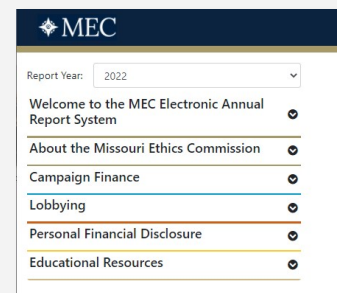 MEC
Report Year: 2022
Welcome to the MEC Electronic Annual
Report System
About the Missouri Ethics Commission
Campaign Finance
Lobbying
Personal Financial Disclosure
Educational Resources